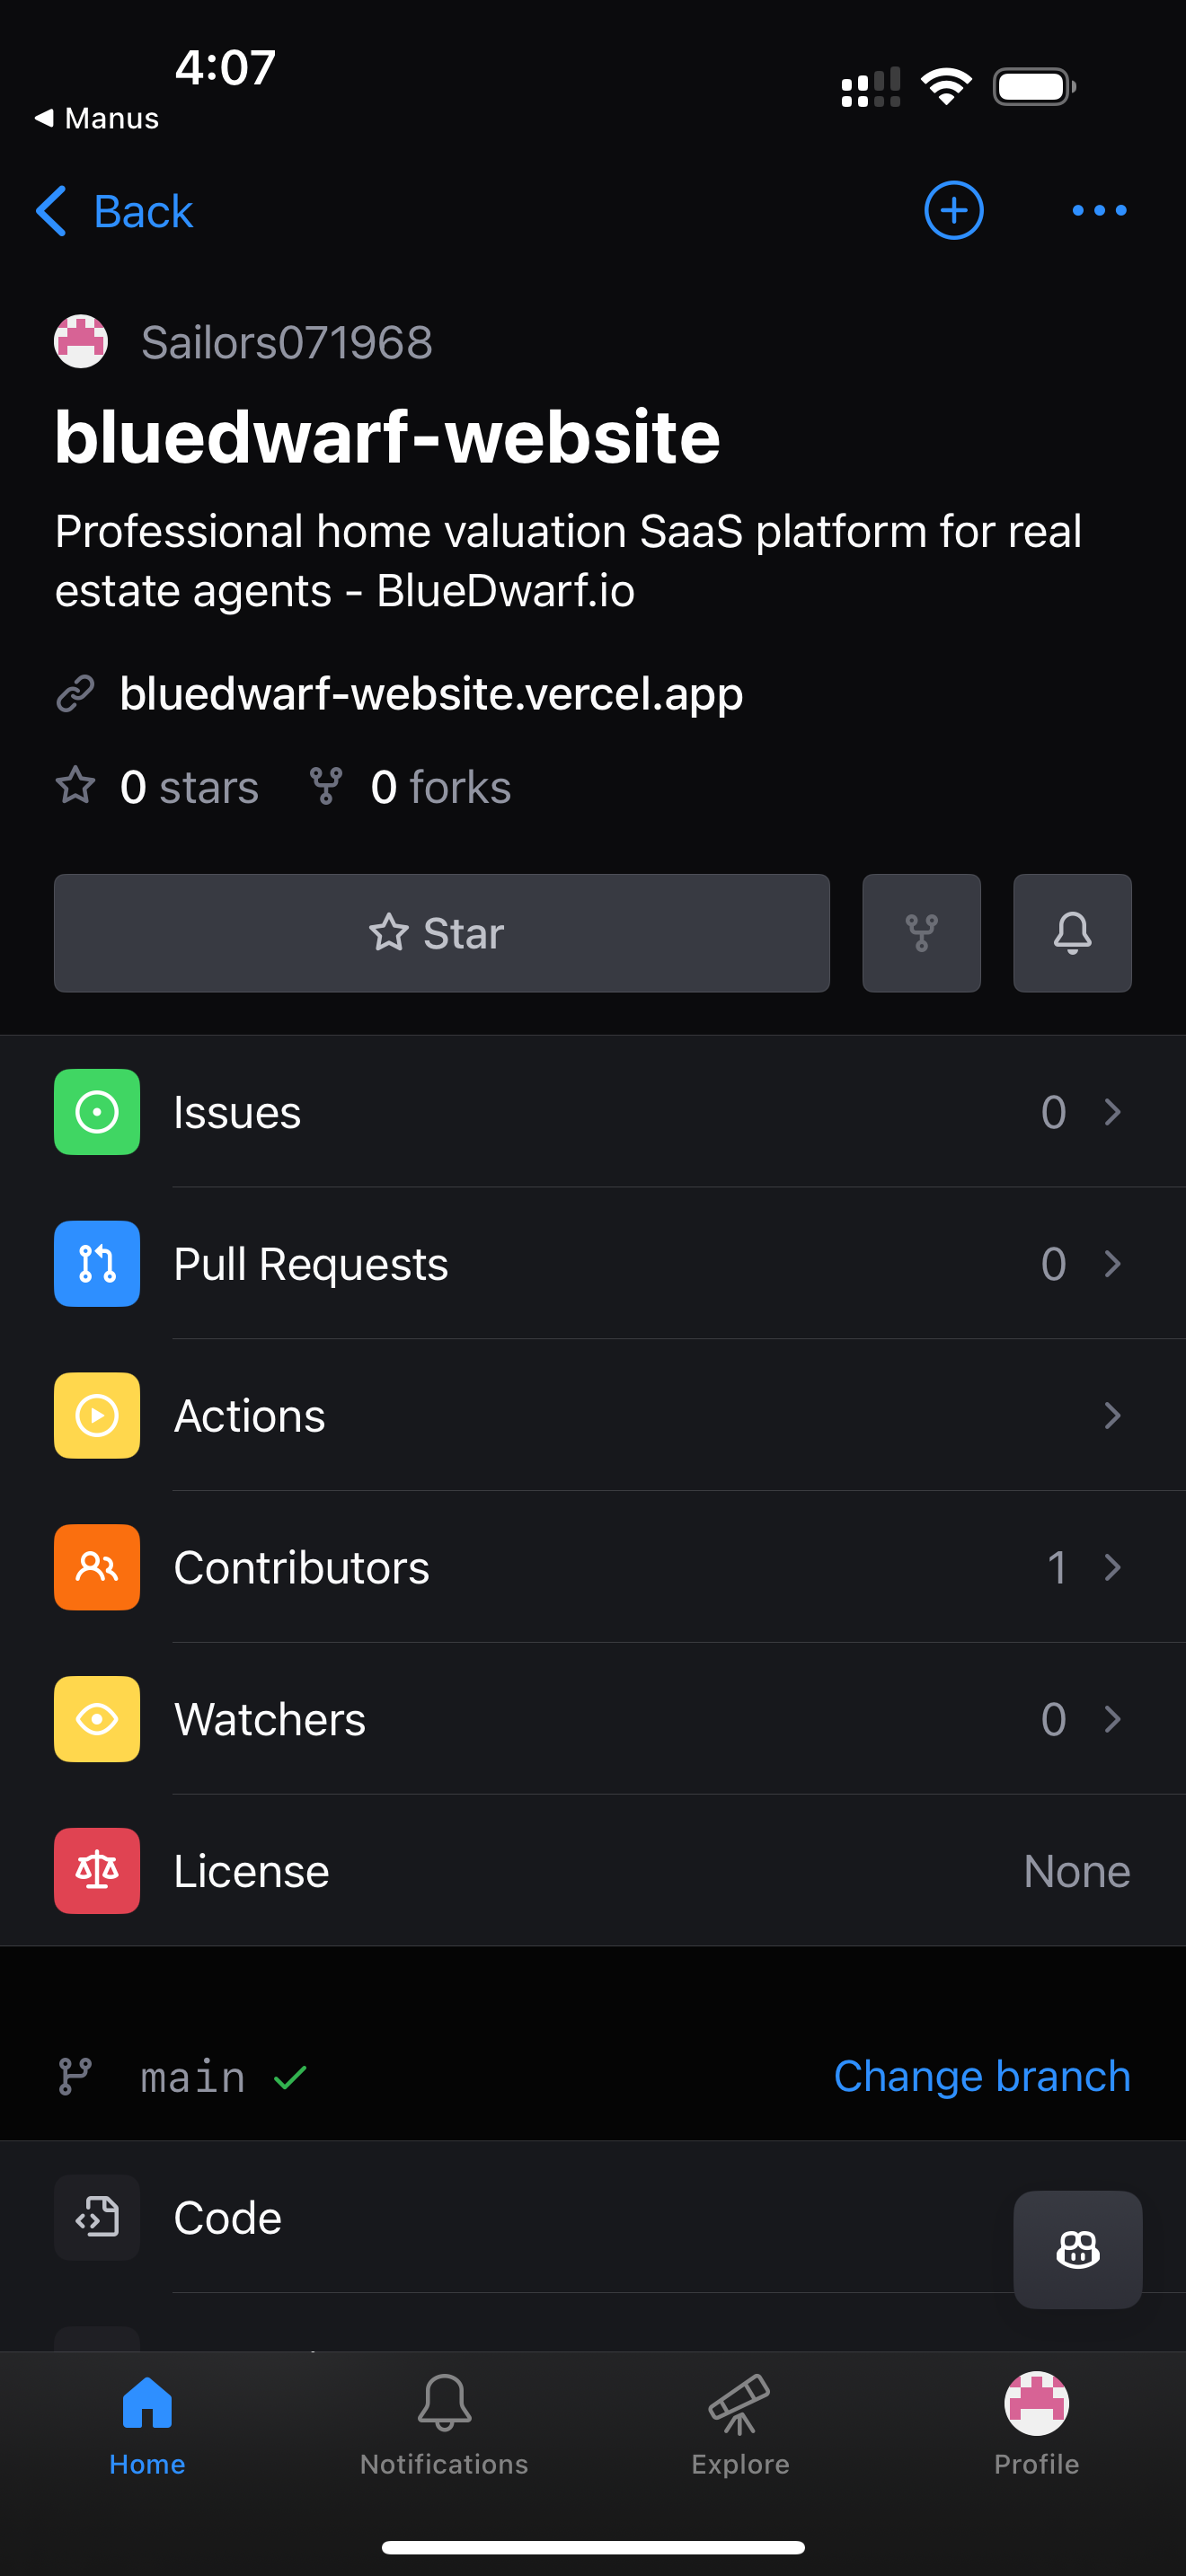 4:07
Manus
Back
Sailors071968
bluedwarf-website
Professional home valuation SaaS platform for real
estate agents - BlueDwarf.io
bluedwarf-website.vercel.app
0 stars 0 forks
Star
Issues 0
Pull Requests 0
Actions
Contributors 1
Watchers 0
License None
main Change branch
Code
Home Notifications Explore Profile